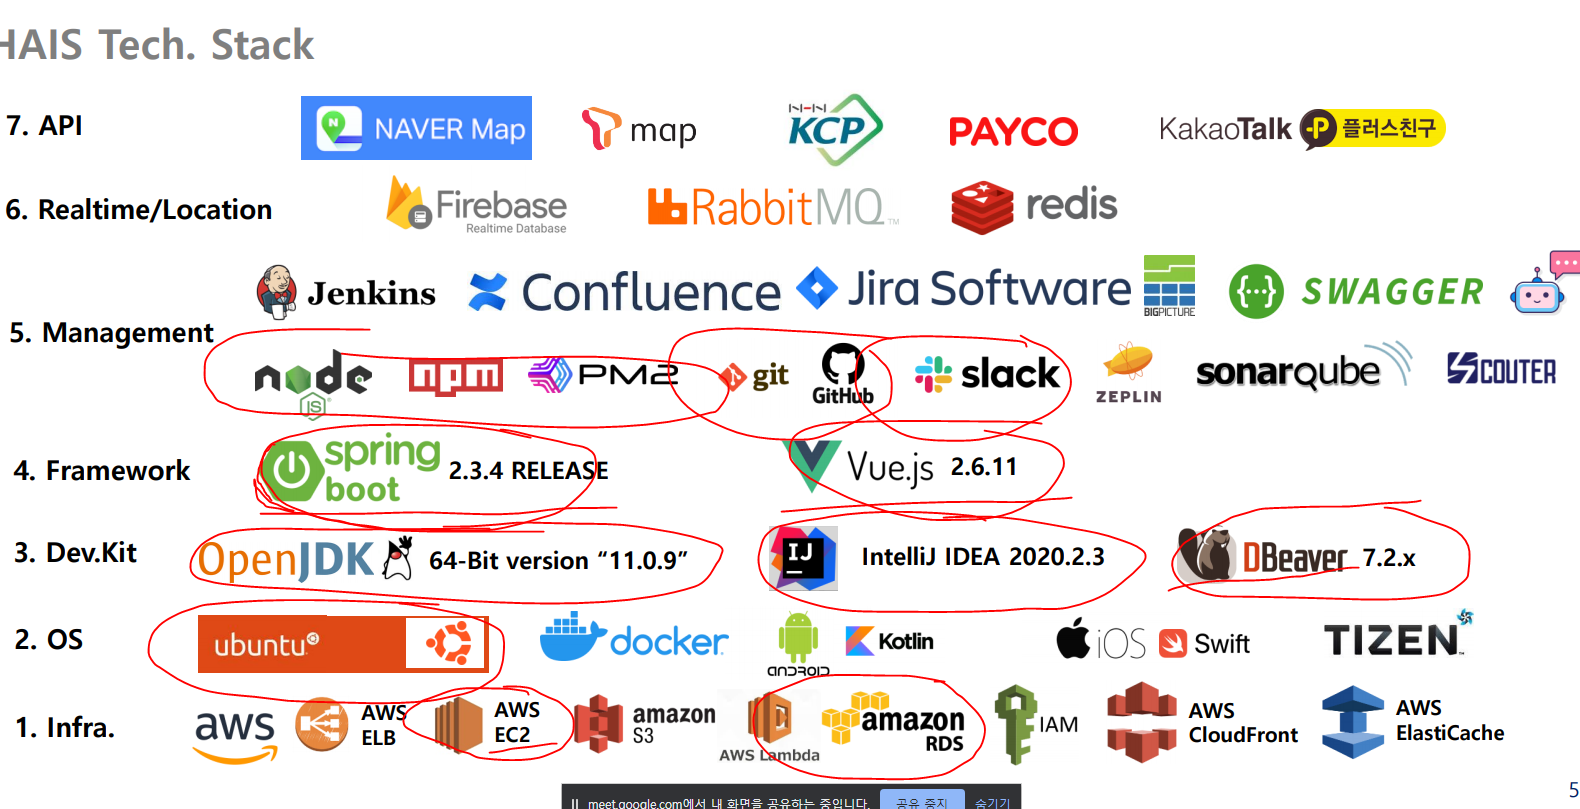 HAIS Tech. Stack
7. API
NAVER Map
map
N-HN KCP
PAYCO
KakaoTalk P 플러스친구
6. Realtime/Location
Firebase
Realtime Database
RabbitMQ™
redis
Jenkins
Confluence
Jira Software
BIGPICTURE
SWAGGER
5. Management
node
JS
npm
PM2
git
GitHub
slack
ZEPLIN
sonarqube
SCOUTER
4. Framework
spring
boot
2.3.4 RELEASE
Vue.js 2.6.11
3. Dev.Kit
OpenJDK 64-Bit version “11.0.9”
IJ IntelliJ IDEA 2020.2.3
DBeaver 7.2.x
2. OS
ubuntu
docker
ANDROID
Kotlin
iOS
Swift
TIZEN™
1. Infra.
aws
AWS
ELB
AWS
EC2
amazon
S3
AWS Lambda
amazon
RDS
IAM
AWS
CloudFront
AWS
ElastiCache
meet.google.com에서 내 화면을 공유하는 중입니다.
공유 중지
숨기기
5